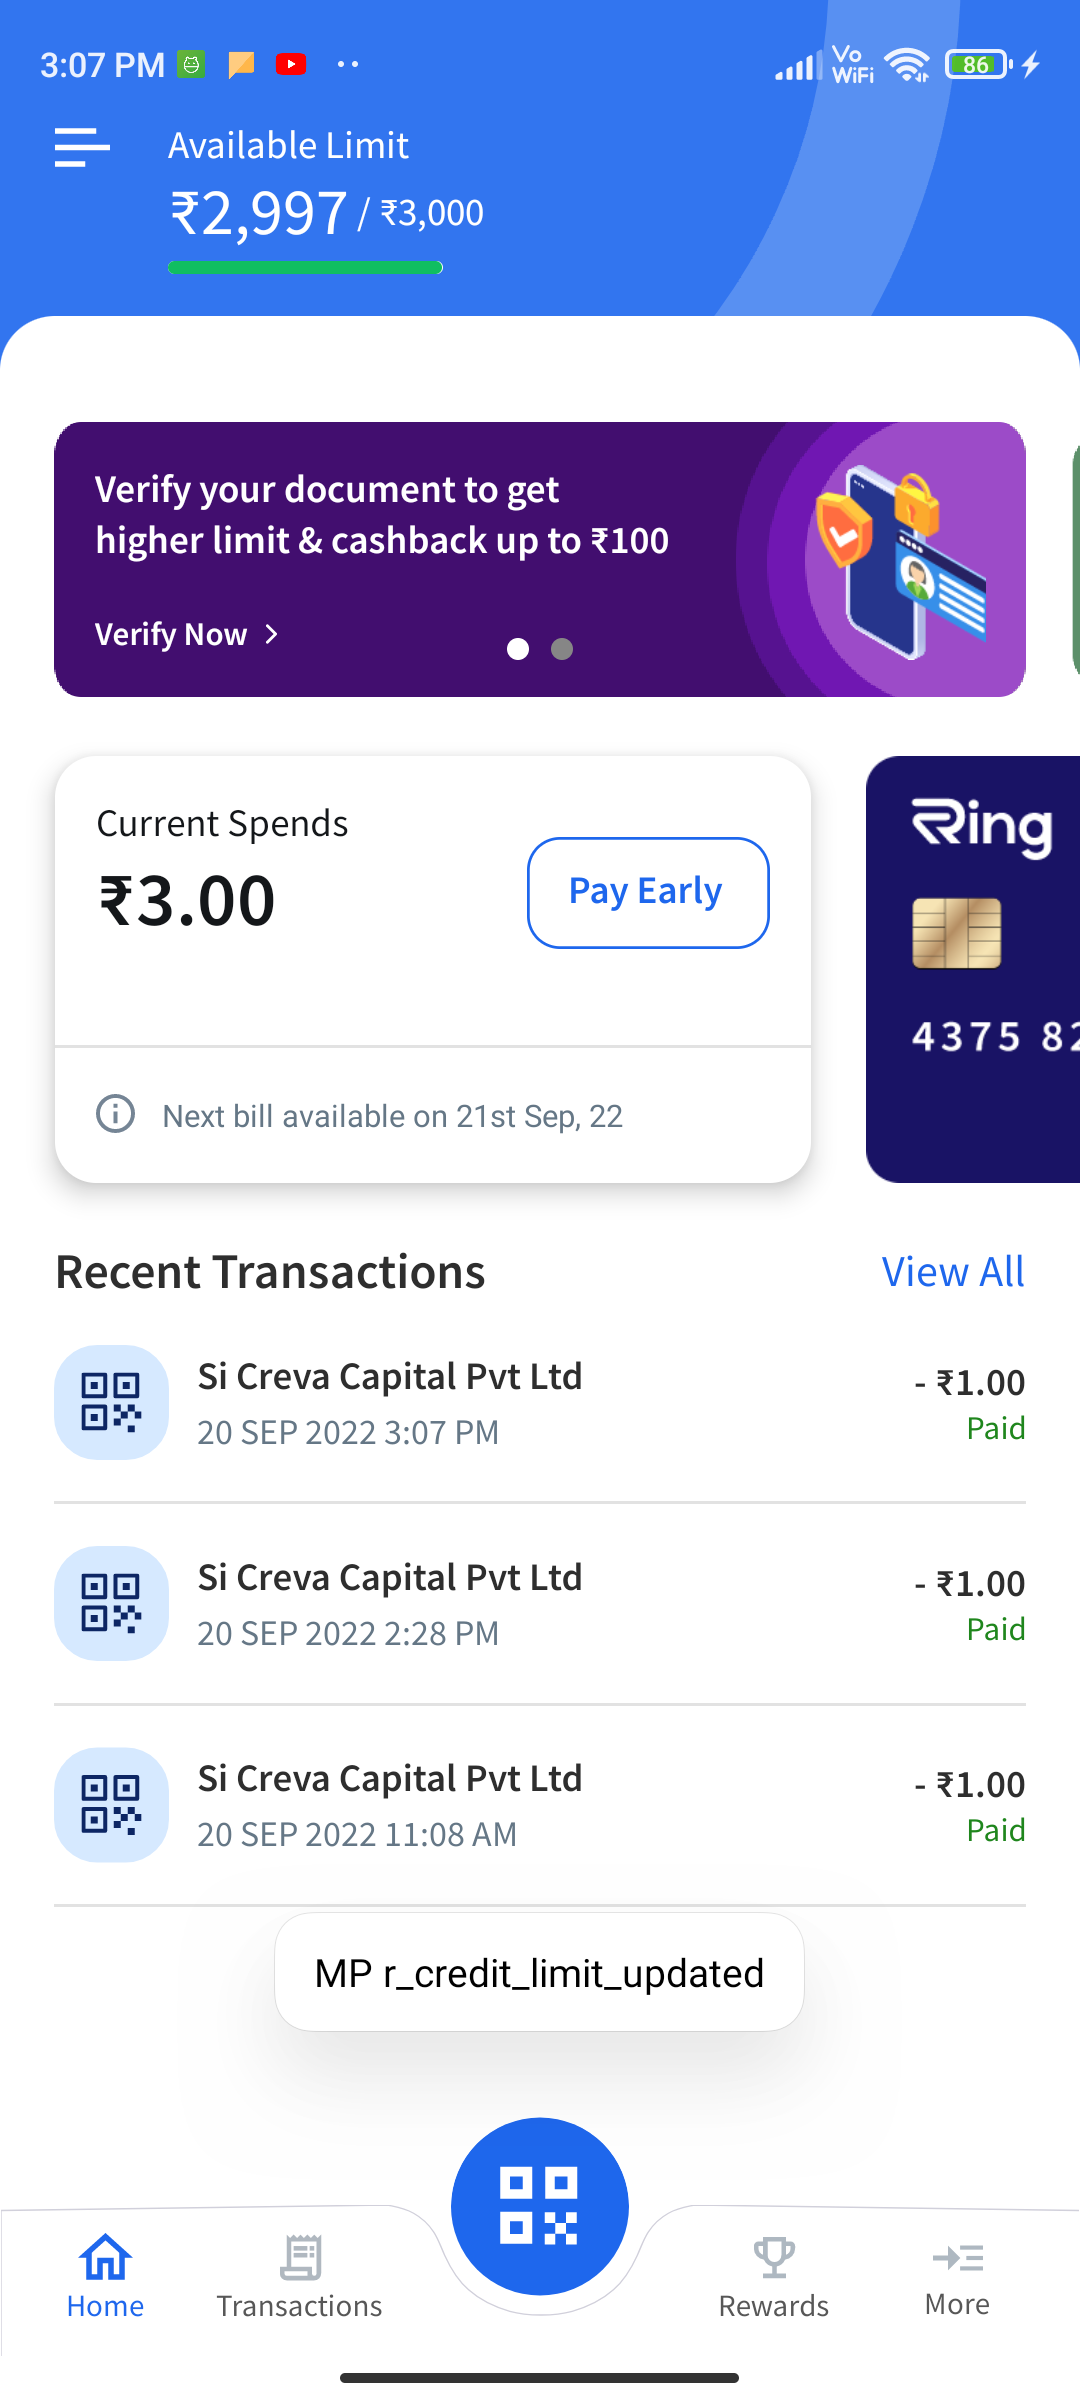 3:07 PM
Vo
WiFi
86
Available Limit
₹2,997 / ₹3,000
Verify your document to get
higher limit & cashback up to ₹100
Verify Now
Current Spends
₹3.00
Pay Early
Next bill available on 21st Sep, 22
Ring
4375 82
Recent Transactions
View All
Si Creva Capital Pvt Ltd
- ₹1.00
20 SEP 2022 3:07 PM
Paid
Si Creva Capital Pvt Ltd
- ₹1.00
20 SEP 2022 2:28 PM
Paid
Si Creva Capital Pvt Ltd
- ₹1.00
20 SEP 2022 11:08 AM
Paid
MP r_credit_limit_updated
Home
Transactions
Rewards
More